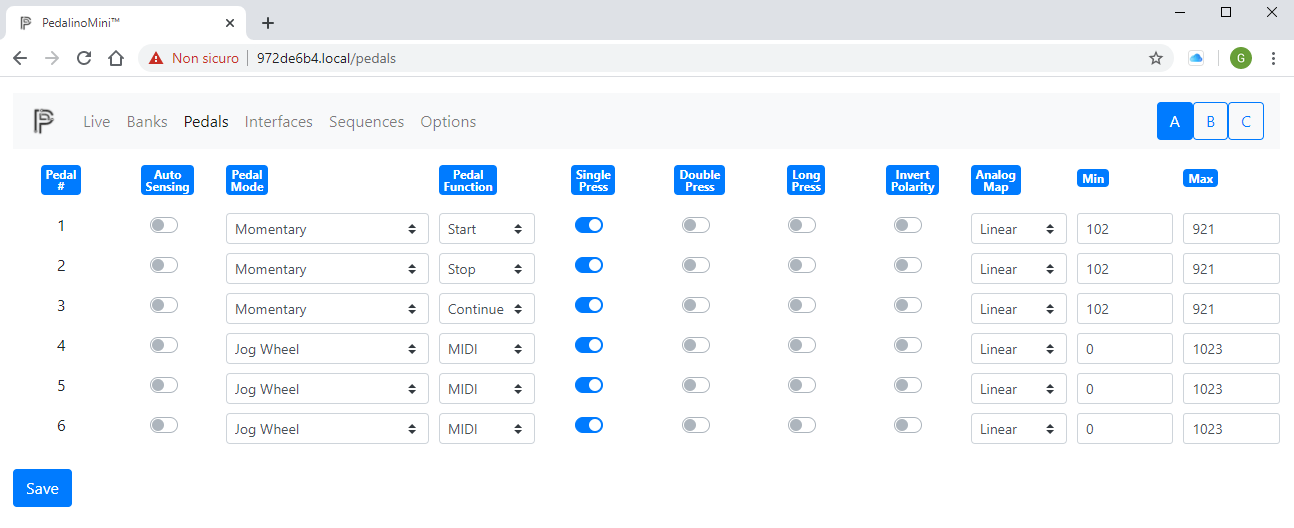 PedalinoMini™
Non sicuro 972de6b4.local/pedals
G
Live Banks Pedals Interfaces Sequences Options A B C
Pedal # Auto Sensing Pedal Mode Pedal Function Single Press Double Press Long Press Invert Polarity Analog Map Min Max
1 Momentary Start Linear 102 921
2 Momentary Stop Linear 102 921
3 Momentary Continue Linear 102 921
4 Jog Wheel MIDI Linear 0 1023
5 Jog Wheel MIDI Linear 0 1023
6 Jog Wheel MIDI Linear 0 1023
Save